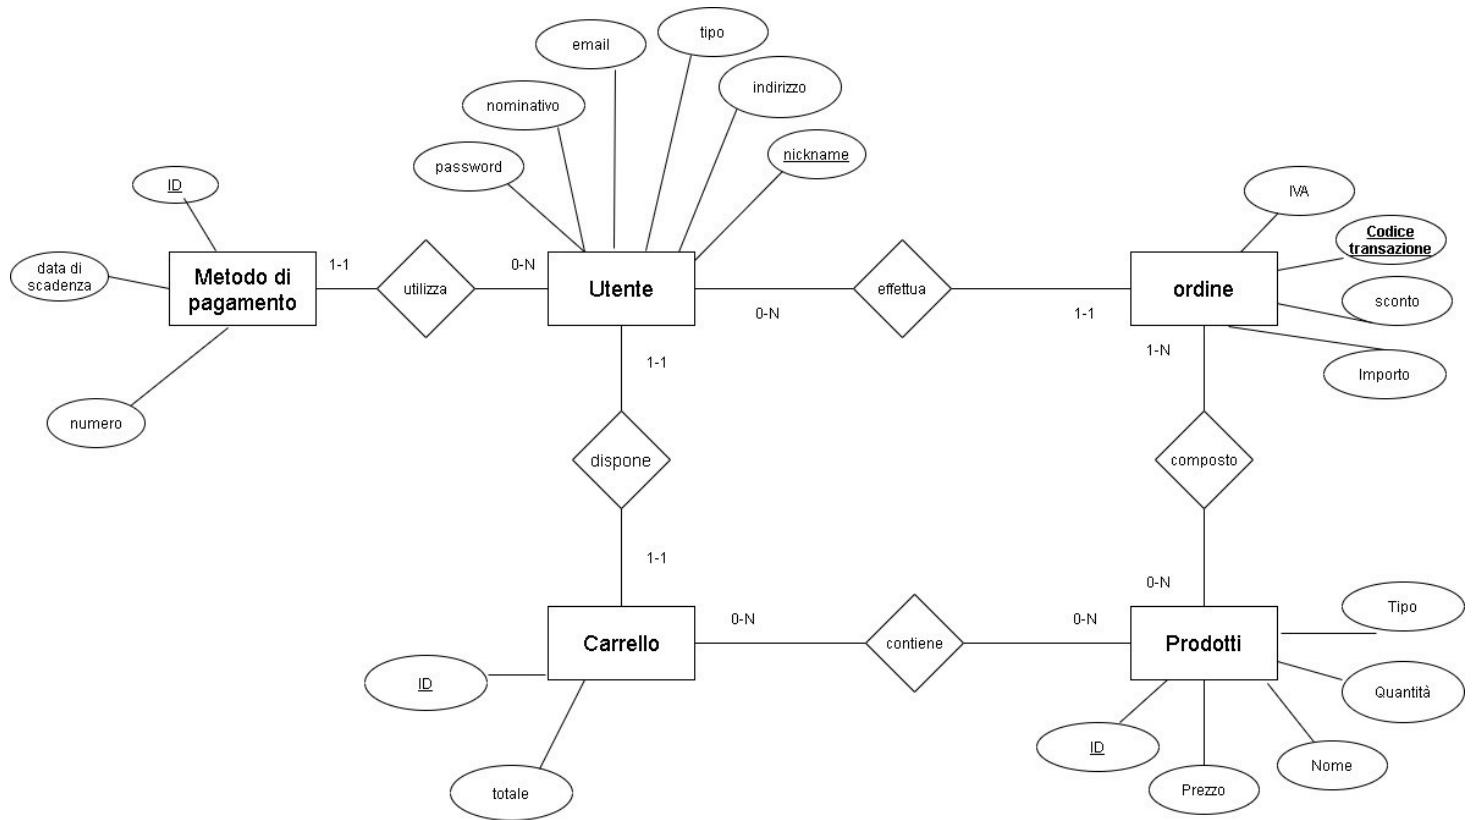 tipo
email
indirizzo
nominativo
nickname
password
ID
IVA
Codice
transazione
data di
scadenza
Metodo di
pagamento
1-1
utilizza
0-N
Utente
0-N
effettua
1-1
ordine
sconto
Importo
numero
1-1
1-N
dispone
composto
1-1
0-N
Carrello
0-N
contiene
0-N
Prodotti
Tipo
Quantità
ID
totale
ID
Prezzo
Nome